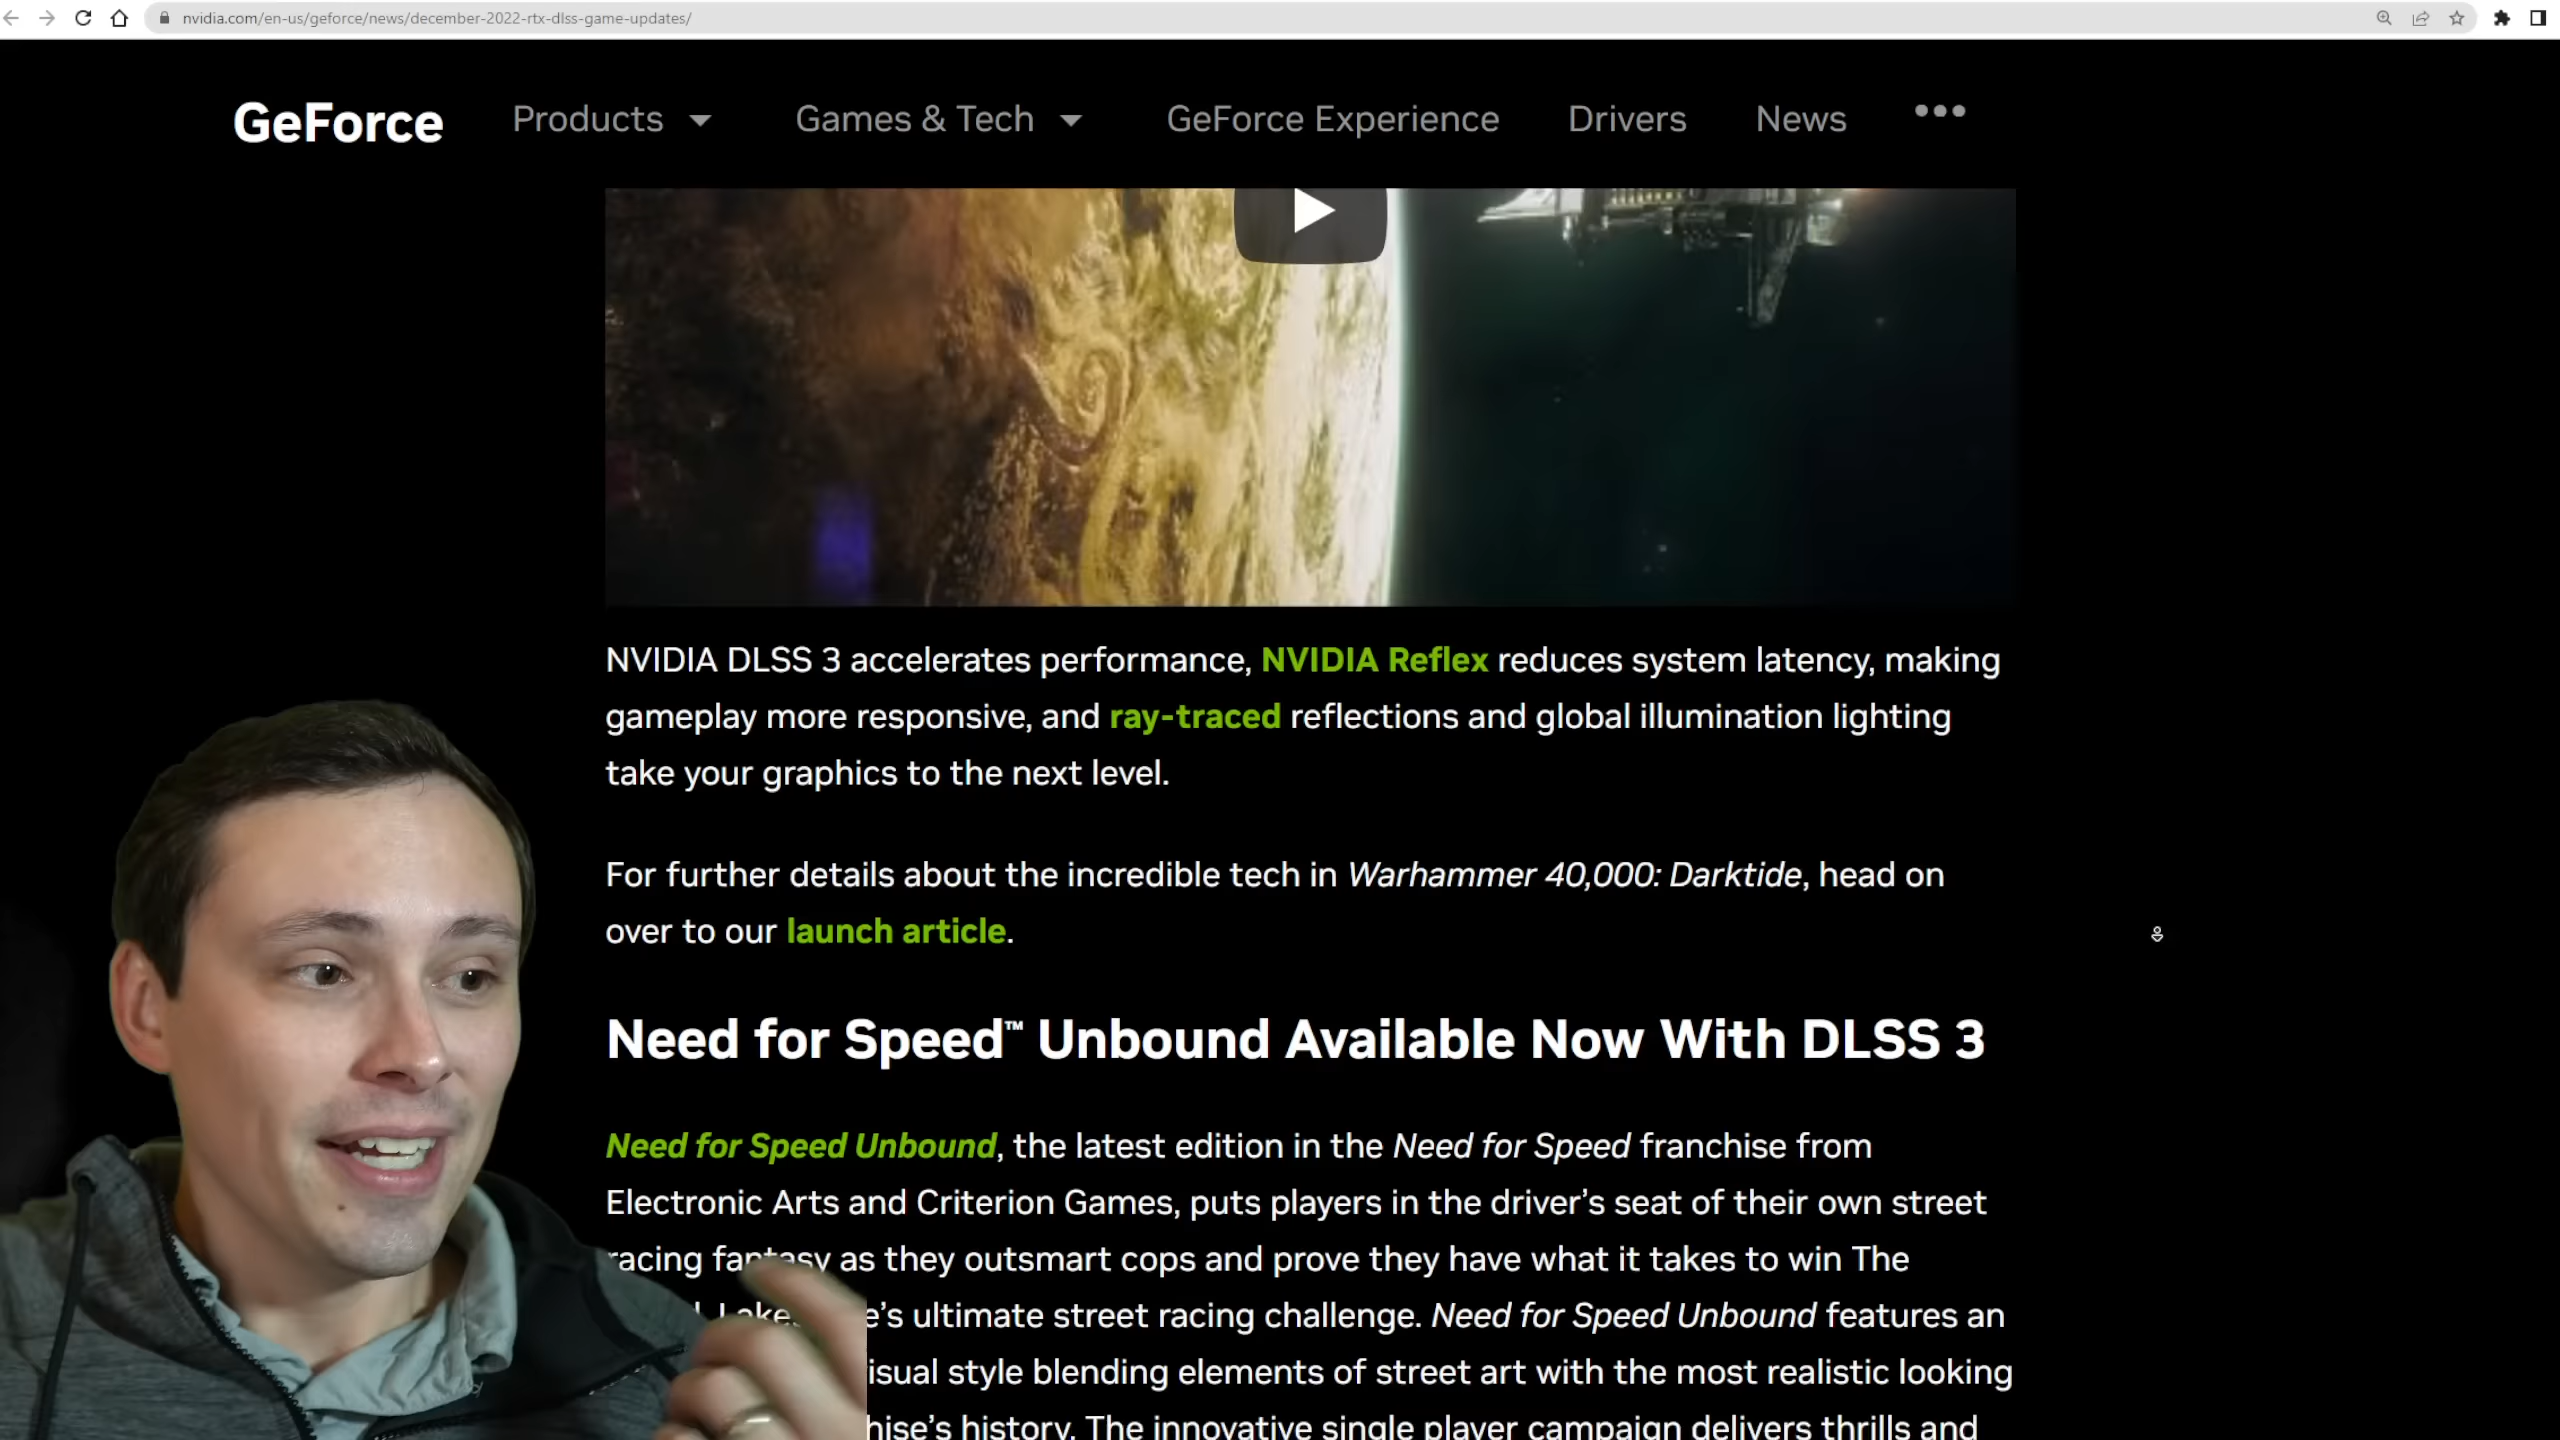 nvidia.com/en-us/geforce/news/december-2022-rtx-dlss-game-updates/
GeForce Products Games & Tech GeForce Experience Drivers News
NVIDIA DLSS 3 accelerates performance, NVIDIA Reflex reduces system latency, making
gameplay more responsive, and ray-traced reflections and global illumination lighting
take your graphics to the next level.
For further details about the incredible tech in Warhammer 40,000: Darktide, head on
over to our launch article.
Need for Speed™ Unbound Available Now With DLSS 3
Need for Speed Unbound, the latest edition in the Need for Speed franchise from
Electronic Arts and Criterion Games, puts players in the driver’s seat of their own street
racing fantasy as they outsmart cops and prove they have what it takes to win The
ultimate street racing challenge. Need for Speed Unbound features an
style blending elements of street art with the most realistic looking
history. The innovative single player campaign delivers thrills and